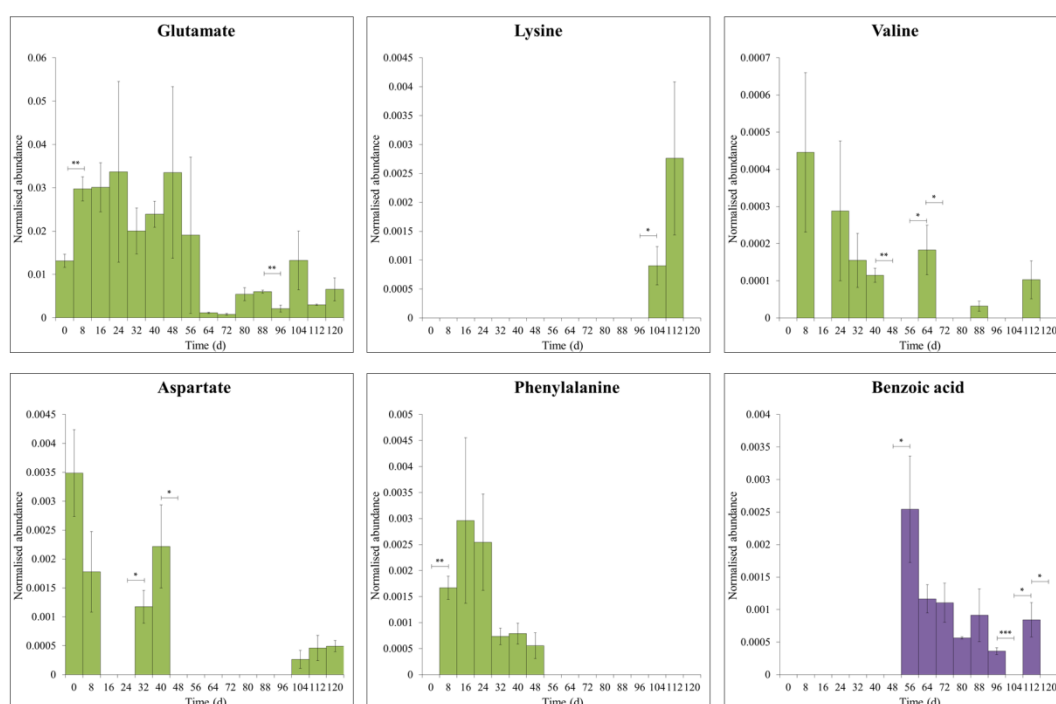 Glutamate
Normalised abundance
0.06
0.05
0.04
0.03
0.02
0.01
0
**
**
0 8 16 24 32 40 48 56 64 72 80 88 96 104 112 120
Time (d)
Lysine
Normalised abundance
0.0045
0.004
0.0035
0.003
0.0025
0.002
0.0015
0.001
0.0005
0
*
0 8 16 24 32 40 48 56 64 72 80 88 96 104 112 120
Time (d)
Valine
Normalised abundance
0.0007
0.0006
0.0005
0.0004
0.0003
0.0002
0.0001
0
**
*
*
0 8 16 24 32 40 48 56 64 72 80 88 96 104 112 120
Time (d)
Aspartate
Normalised abundance
0.0045
0.004
0.0035
0.003
0.0025
0.002
0.0015
0.001
0.0005
0
*
*
0 8 16 24 32 40 48 56 64 72 80 88 96 104 112 120
Time (d)
Phenylalanine
Normalised abundance
0.005
0.0045
0.004
0.0035
0.003
0.0025
0.002
0.0015
0.001
0.0005
0
**
0 8 16 24 32 40 48 56 64 72 80 88 96 104 112 120
Time (d)
Benzoic acid
Normalised abundance
0.004
0.0035
0.003
0.0025
0.002
0.0015
0.001
0.0005
0
*
***
*
*
0 8 16 24 32 40 48 56 64 72 80 88 96 104 112 120
Time (d)